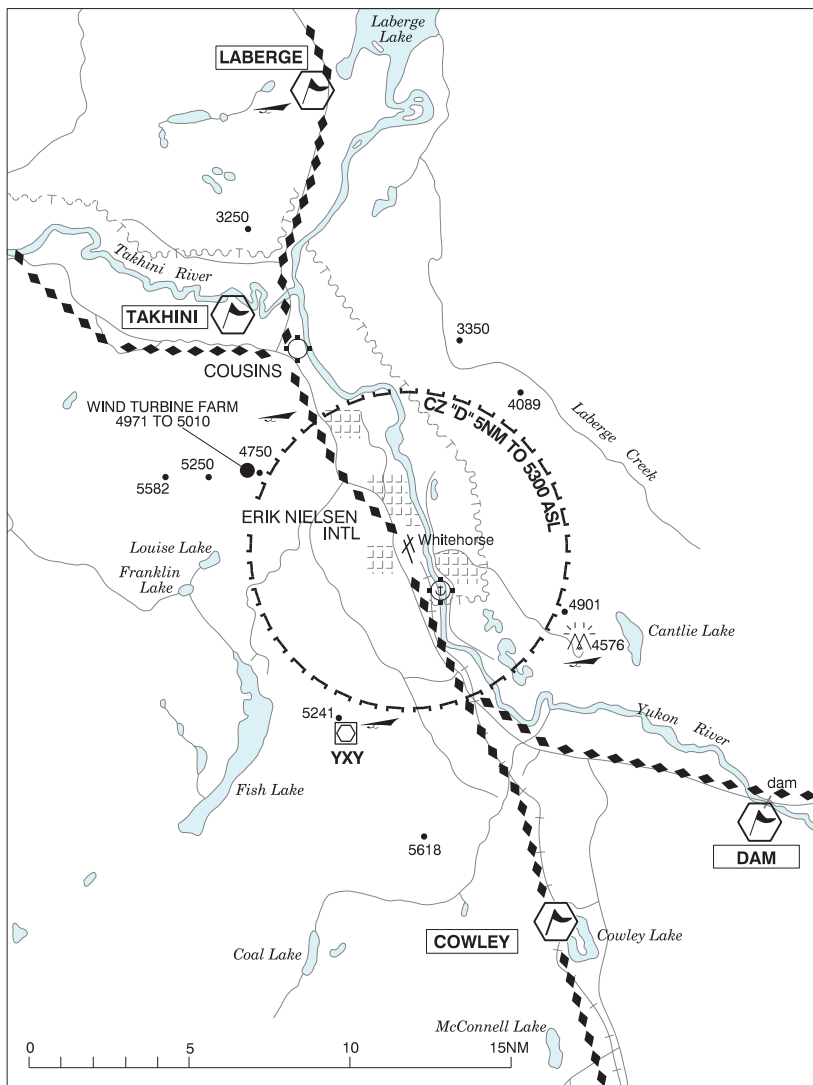 Laberge
Lake
LABERGE
3250
Takhini River
TAKHINI
3350
COUSINS
4089
WIND TURBINE FARM
4971 TO 5010
CZ "D" 5NM TO 5300 ASL
Laberge
Creek
4750
5250
5582
ERIK NIELSEN
INTL
Whitehorse
Louise Lake
Franklin
Lake
4901
4576
Cantlie Lake
5241
YXY
Yukon
River
Fish Lake
dam
DAM
5618
COWLEY
Cowley Lake
Coal Lake
McConnell Lake
0 5 10 15NM